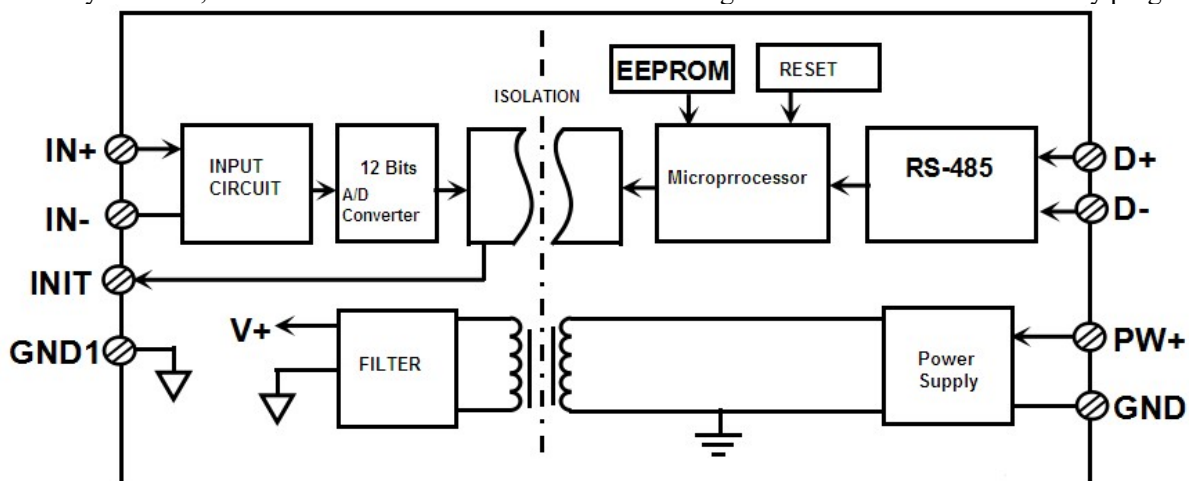 EEPROM
RESET
ISOLATION
IN+
INPUT
CIRCUIT
12 Bits
A/D
Converter
Microprrocessor
RS-485
D+
IN-
D-
INIT
V+
GND1
FILTER
Power
Supply
PW+
GND